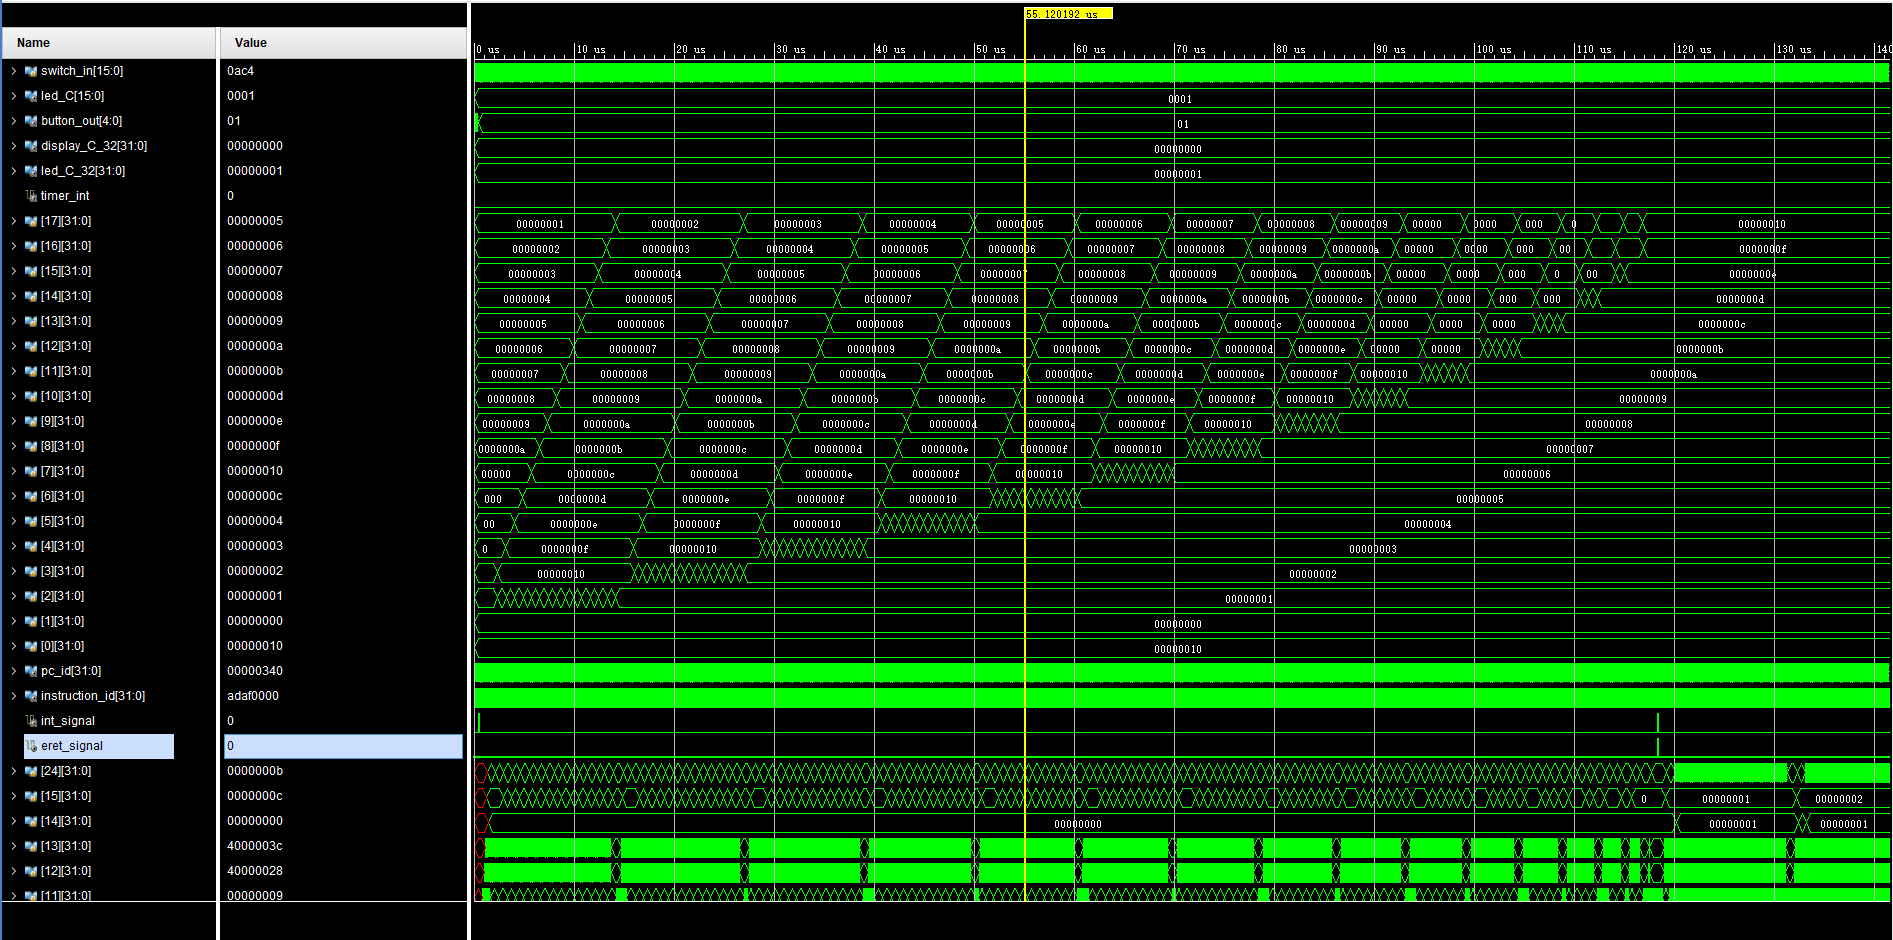 55.120192 us
Name Value
0 us 10 us 20 us 30 us 40 us 50 us 60 us 70 us 80 us 90 us 100 us 110 us 120 us 130 us 140
switch_in[15:0] 0ac4
led_C[15:0] 0001 0001
button_out[4:0] 01 01
display_C_32[31:0] 00000000 00000000
led_C_32[31:0] 00000001 00000001
timer_int 0
[17][31:0] 00000005 00000001 00000002 00000003 00000004 00000005 00000006 00000007 00000008 00000009 00000 0000 000 0 00000010
[16][31:0] 00000006 00000002 00000003 00000004 00000005 00000006 00000007 00000008 00000009 0000000a 00000 0000 000 00 0000000f
[15][31:0] 00000007 00000003 00000004 00000005 00000006 00000007 00000008 00000009 0000000a 0000000b 00000 0000 000 0 00 0000000e
[14][31:0] 00000008 00000004 00000005 00000006 00000007 00000008 00000009 0000000a 0000000b 0000000c 00000 0000 000 000 0000000d
[13][31:0] 00000009 00000005 00000006 00000007 00000008 00000009 0000000a 0000000b 0000000c 0000000d 00000 0000 0000 0000000c
[12][31:0] 0000000a 00000006 00000007 00000008 00000009 0000000a 0000000b 0000000c 0000000d 0000000e 00000 00000 0000000b
[11][31:0] 0000000b 00000007 00000008 00000009 0000000a 0000000b 0000000c 0000000d 0000000e 0000000f 00000010 0000000a
[10][31:0] 0000000d 00000008 00000009 0000000a 0000000b 0000000c 0000000d 0000000e 0000000f 00000010 00000009
[9][31:0] 0000000e 00000009 0000000a 0000000b 0000000c 0000000d 0000000e 0000000f 00000010 00000008
[8][31:0] 0000000f 0000000a 0000000b 0000000c 0000000d 0000000e 0000000f 00000010 00000007
[7][31:0] 00000010 00000 0000000c 0000000d 0000000e 0000000f 00000010 00000006
[6][31:0] 0000000c 000 0000000d 0000000e 0000000f 00000010 00000005
[5][31:0] 00000004 00 0000000e 0000000f 00000010 00000004
[4][31:0] 00000003 0 0000000f 00000010 00000003
[3][31:0] 00000002 00000010 00000002
[2][31:0] 00000001 00000001
[1][31:0] 00000000 00000000
[0][31:0] 00000010 00000010
pc_id[31:0] 00000340
instruction_id[31:0] adaf0000
int_signal 0
eret_signal 0
[24][31:0] 0000000b
[15][31:0] 0000000c 0 00000001 00000002
[14][31:0] 00000000 00000000 00000001 00000001
[13][31:0] 4000003c
[12][31:0] 40000028
[11][31:0] 00000009